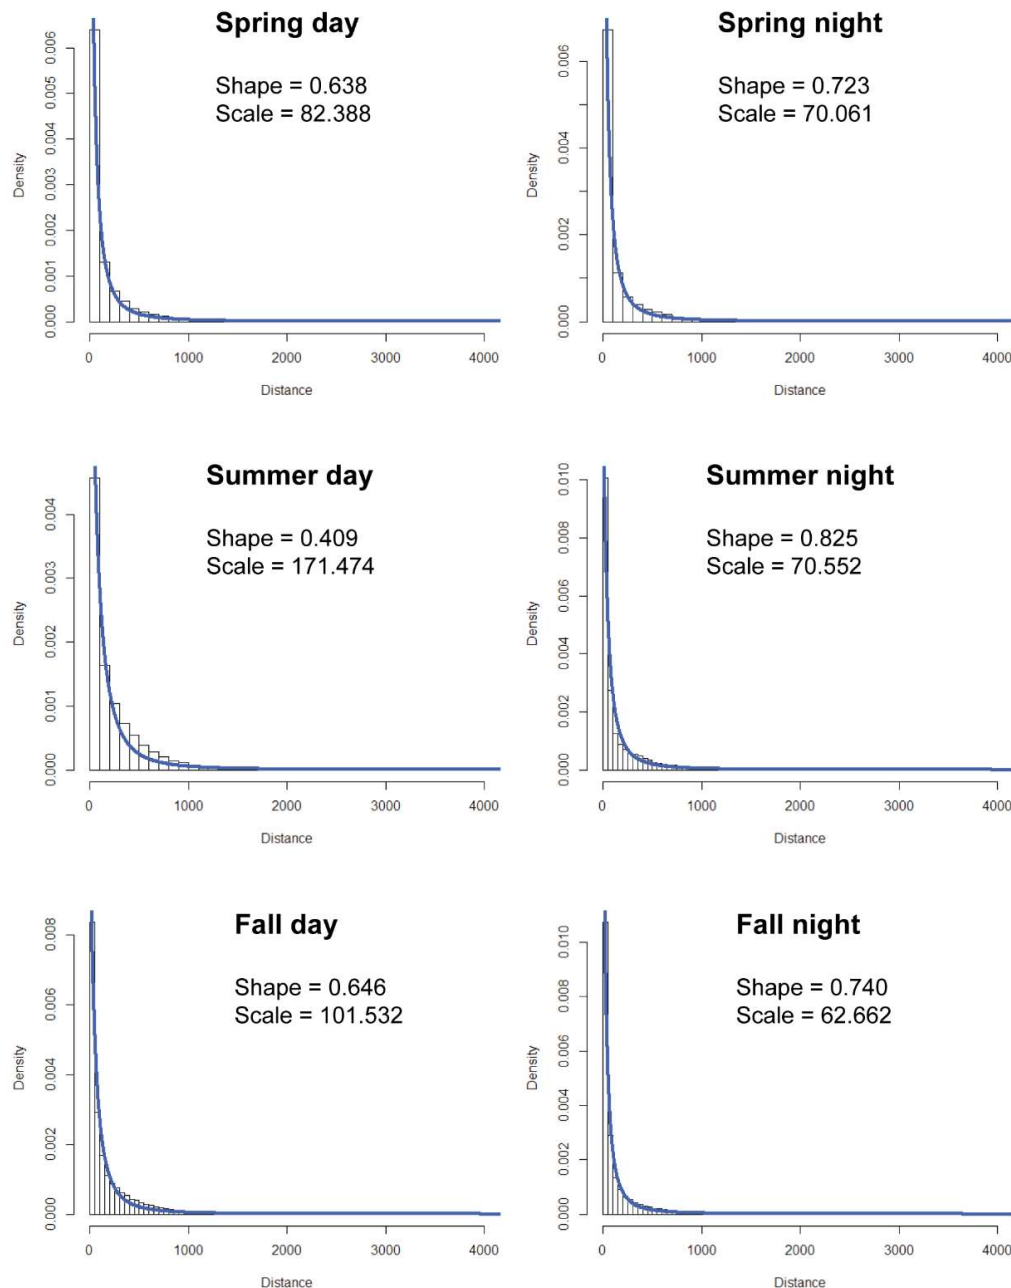 Spring day
Shape = 0.638
Scale = 82.388
Density
0.006
0.005
0.004
0.003
0.002
0.001
0.000
0 1000 2000 3000 4000
Distance
Spring night
Shape = 0.723
Scale = 70.061
Density
0.006
0.004
0.002
0.000
0 1000 2000 3000 4000
Distance
Summer day
Shape = 0.409
Scale = 171.474
Density
0.004
0.003
0.002
0.001
0.000
0 1000 2000 3000 4000
Distance
Summer night
Shape = 0.825
Scale = 70.552
Density
0.010
0.008
0.006
0.004
0.002
0.000
0 1000 2000 3000 4000
Distance
Fall day
Shape = 0.646
Scale = 101.532
Density
0.008
0.006
0.004
0.002
0.000
0 1000 2000 3000 4000
Distance
Fall night
Shape = 0.740
Scale = 62.662
Density
0.010
0.008
0.006
0.004
0.002
0.000
0 1000 2000 3000 4000
Distance